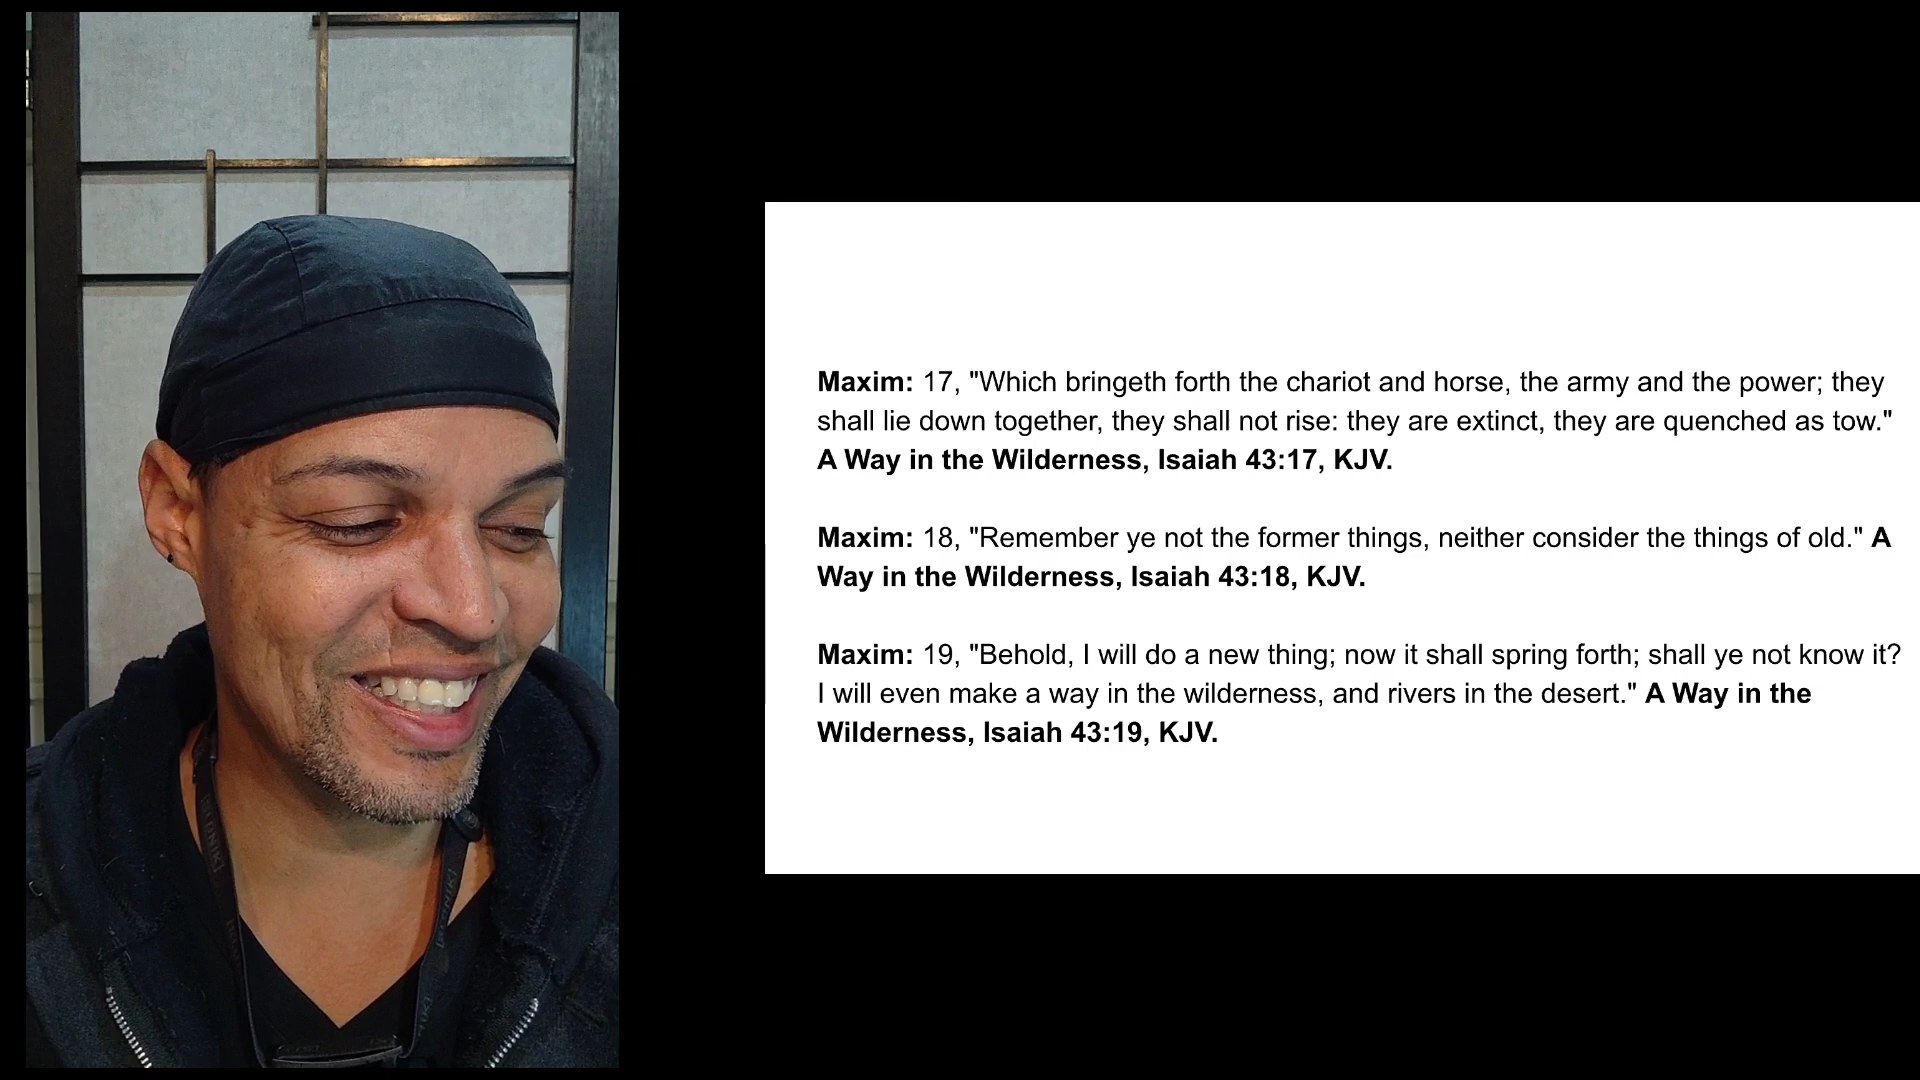 Maxim: 17, "Which bringeth forth the chariot and horse, the army and the power; they
shall lie down together, they shall not rise: they are extinct, they are quenched as tow."
A Way in the Wilderness, Isaiah 43:17, KJV.
Maxim: 18, "Remember ye not the former things, neither consider the things of old." A
Way in the Wilderness, Isaiah 43:18, KJV.
Maxim: 19, "Behold, I will do a new thing; now it shall spring forth; shall ye not know it?
I will even make a way in the wilderness, and rivers in the desert." A Way in the
Wilderness, Isaiah 43:19, KJV.